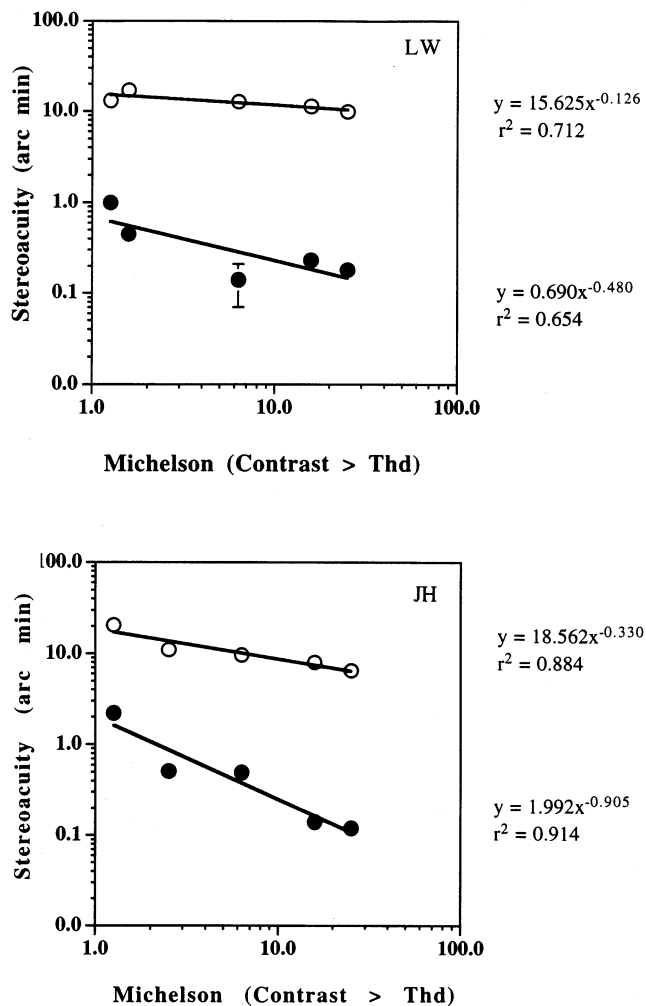 100.0
LW
10.0
1.0
0.1
0.0
Stereoacuity (arc min)
1.0 10.0 100.0
Michelson (Contrast > Thd)
y = 15.625x^-0.126
r² = 0.712
y = 0.690x^-0.480
r² = 0.654
100.0
JH
10.0
1.0
0.1
0.0
Stereoacuity (arc min)
1.0 10.0 100.0
Michelson (Contrast > Thd)
y = 18.562x^-0.330
r² = 0.884
y = 1.992x^-0.905
r² = 0.914